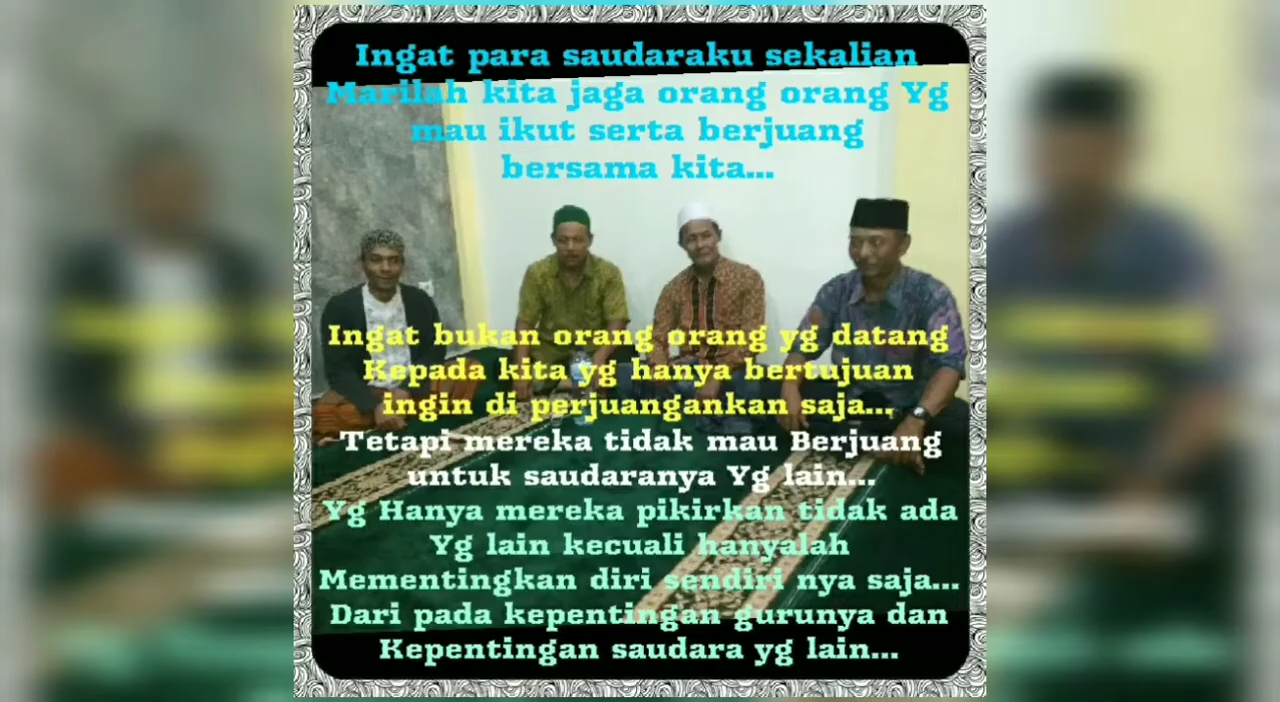 Ingat para saudaraku sekalian
Marilah kita jaga orang orang Yg
mau ikut serta berjuang
bersama kita...
Ingat bukan orang orang yg datang
Kepada kita yg hanya bertujuan
ingin di perjuangankan saja...
Tetapi mereka tidak mau Berjuang
untuk saudaranya Yg lain...
Yg Hanya mereka pikirkan tidak ada
Yg lain kecuali hanyalah
Mementingkan diri sendiri nya saja...
Dari pada kepentingan gurunya dan
Kepentingan saudara yg lain...